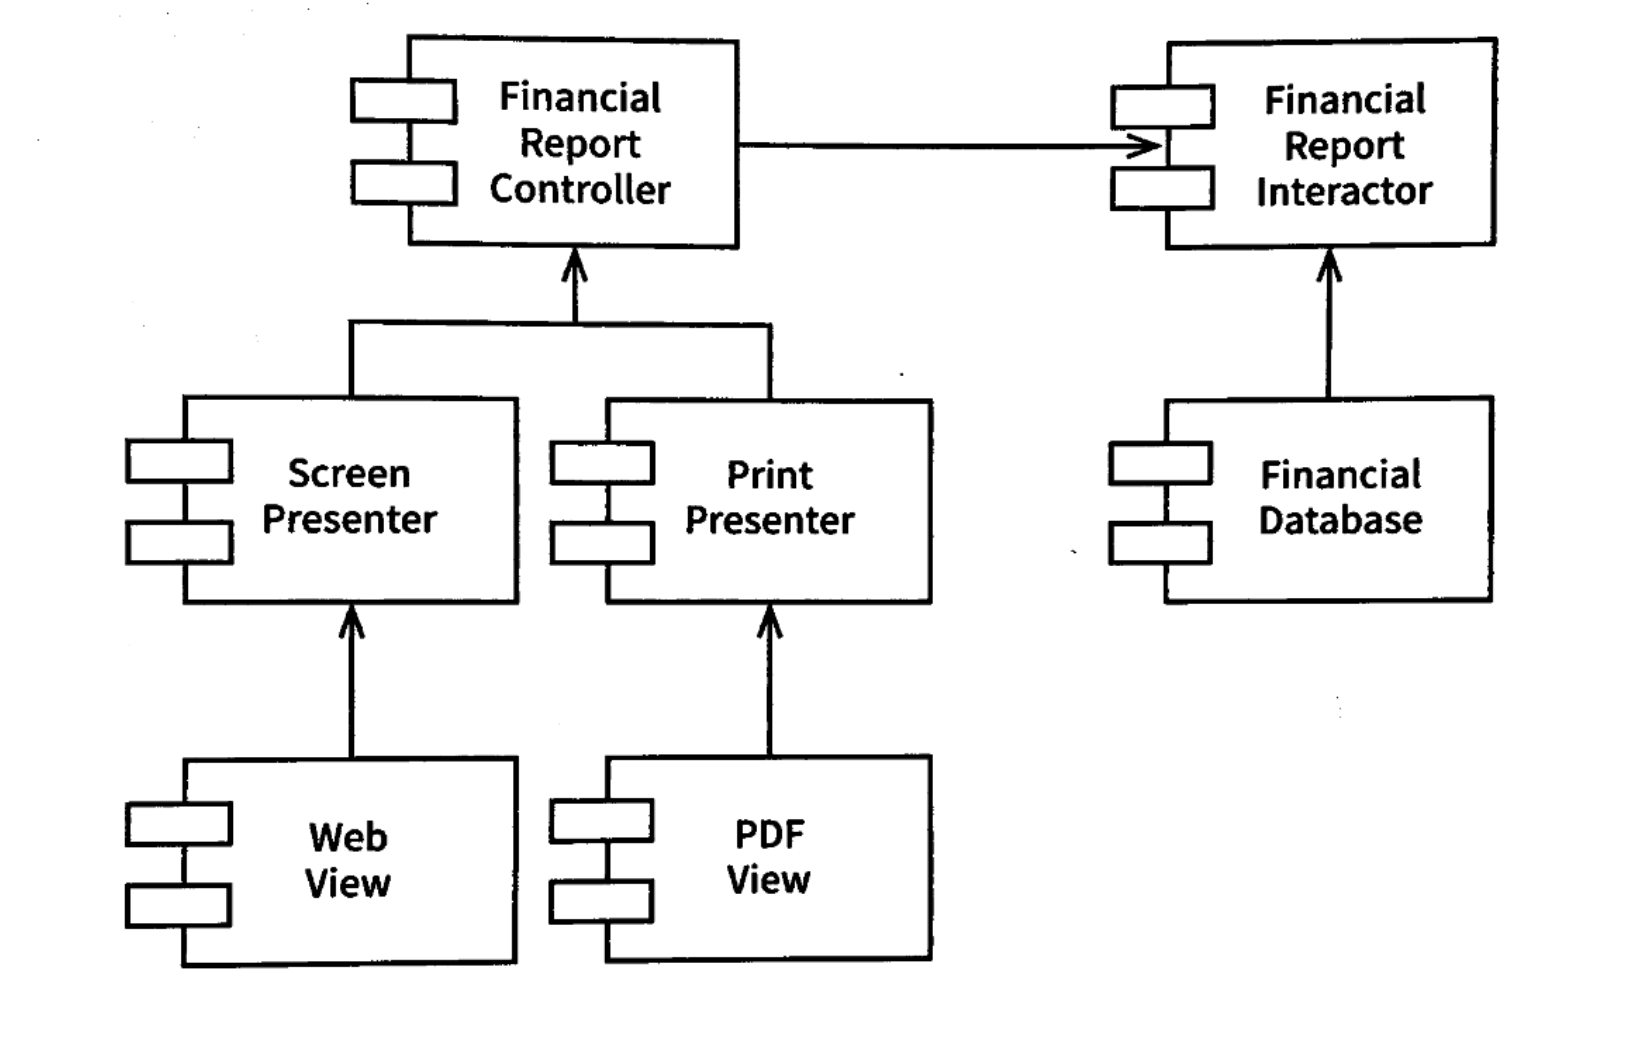 Financial
Report
Controller
Financial
Report
Interactor
Screen
Presenter
Print
Presenter
Financial
Database
Web
View
PDF
View